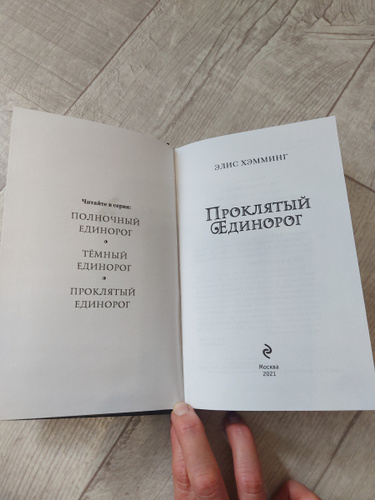 Читайте в серии:
ПОЛНОЧНЫЙ
ЕДИНОРОГ
ТЁМНЫЙ
ЕДИНОРОГ
ПРОКЛЯТЫЙ
ЕДИНОРОГ
ЭЛИС ХЭММИНГ
ПРОКЛЯТЫЙ
ЕДИНОРОГ
Москва
2021